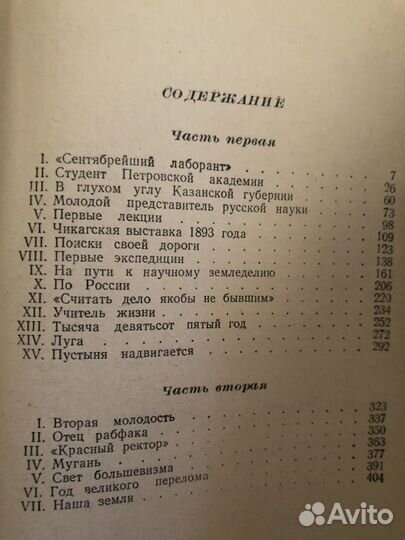 СОДЕРЖАНИЕ
Часть первая
I. «Сентябрейший лаборант» . . . . . . . 7
II. Студент Петровской академии . . . . . 26
III. В глухом углу Казанской губернии . . . 60
IV. Молодой представитель русской науки . . 73
V. Первые лекции . . . . . . . . . 98
VI. Чикагская выставка 1893 года . . . . . 109
VII. Поиски своей дороги . . . . . . . 123
VIII. Первые экспедиции . . . . . . . . 138
IX. На пути к научному земледелию . . . . 161
X. По России . . . . . . . . . . 206
XI. «Считать дело якобы не бывшим» . . . . 220
XII. Учитель жизни . . . . . . . . . 234
XIII. Тысяча девятьсот пятый год . . . . . 252
XIV. Луга . . . . . . . . . . . 272
XV. Пустыня надвигается . . . . . . . 292
Часть вторая
I. Вторая молодость . . . . . . . . 323
II. Отец рабфака . . . . . . . . . 337
III. «Красный ректор» . . . . . . . . 350
IV. Мугань . . . . . . . . . . . 363
V. Свет большевизма . . . . . . . . 377
VI. Год великого перелома . . . . . . . 391
VII. Наша земля . . . . . . . . . . 404
Avito